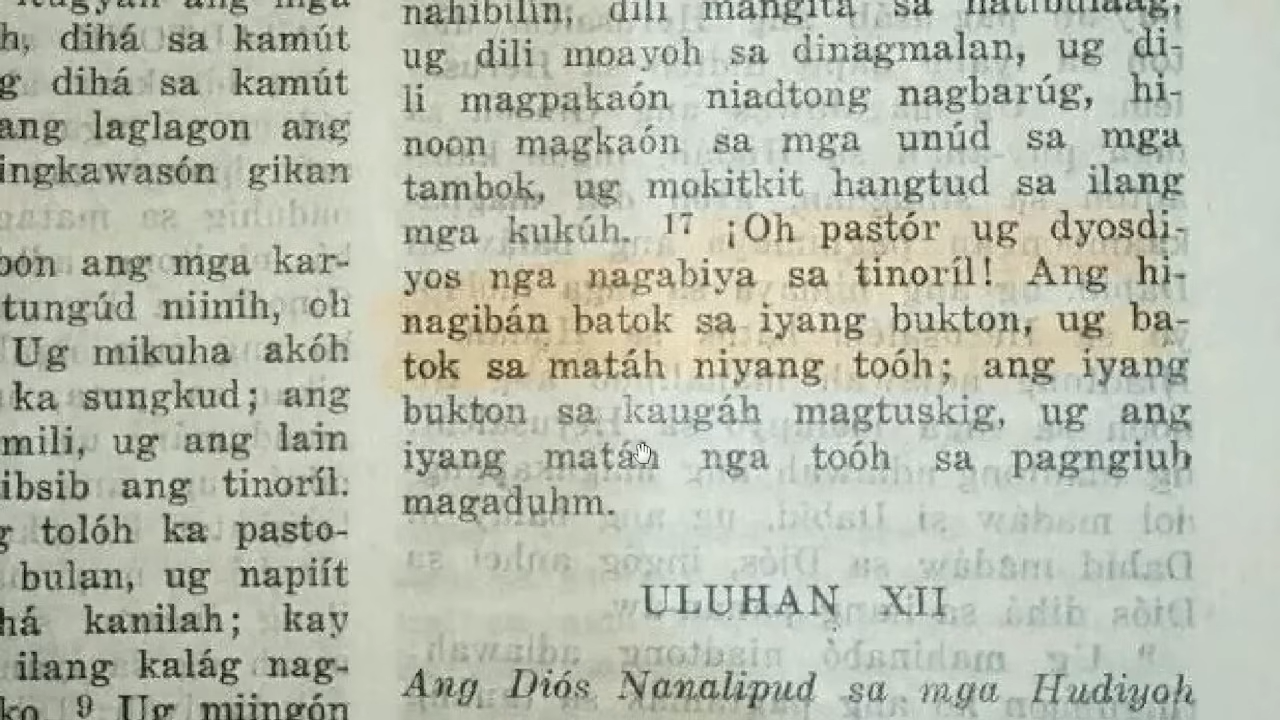 h, dihá sa kamút
g dihá sa kamút
ang laglagon ang
ingkawasón gikan
ang mga kar-
tungúd niinih, oh
Ug mikuha akóh
ka sungkud; ang
mili, ug ang lain
ibsib ang tinoríl.
g tolóh ka pasto-
bulan, ug napiít
há kanilah; kay
ilang kalág nag-
ko. 9 Ug miingón
nahibilin; dili mangita sa
ug dili moayoh sa dinagmalan, ug di-
li magpakaón niadtong nagbarúg, hi-
noon magkaón sa mga unúd sa mga
tambok, ug mokitkit hangtud sa ilang
mga kukúh. 17 ¡Oh pastór ug dyosdi-
yos nga nagabiya sa tinoríl! Ang hi-
nagibán batok sa iyang bukton, ug ba-
tok sa matáh niyang toóh; ang iyang
bukton sa kaugáh magtuskig, ug ang
iyang matáh nga toóh sa pagngiub
magaduhm.
ULUHAN XII
Ang Diós Nanalipud sa mga Hudiyoh